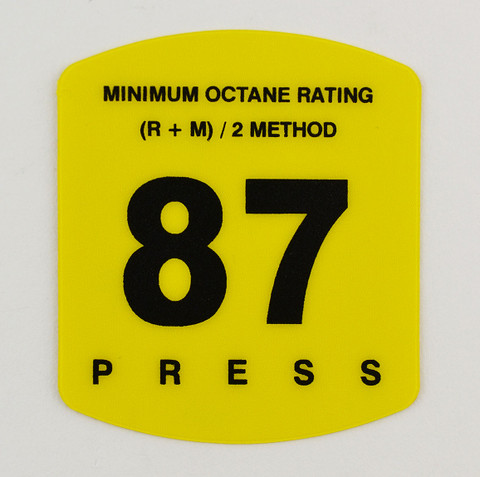 MINIMUM OCTANE RATING
(R + M) / 2 METHOD
87
PRESS